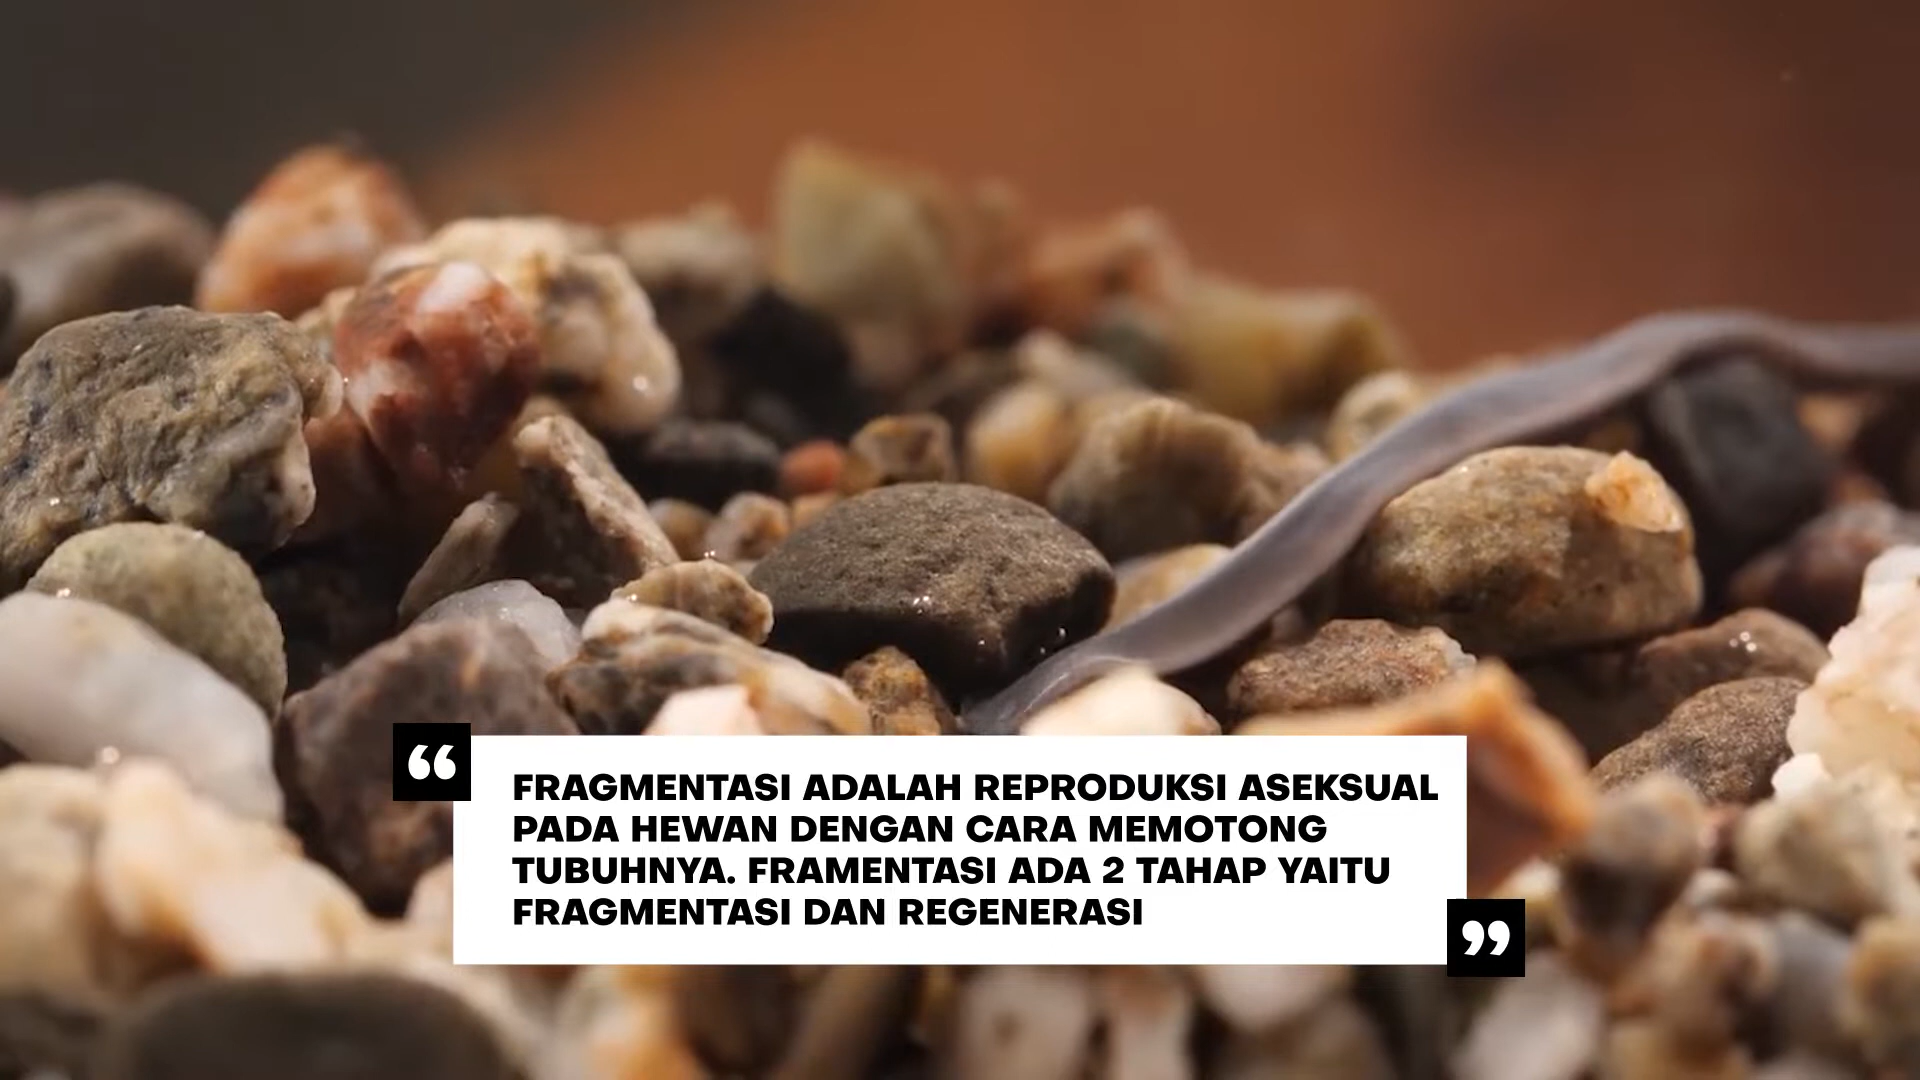 “
FRAGMENTASI ADALAH REPRODUKSI ASEKSUAL
PADA HEWAN DENGAN CARA MEMOTONG
TUBUHNYA. FRAMENTASI ADA 2 TAHAP YAITU
FRAGMENTASI DAN REGENERASI
”